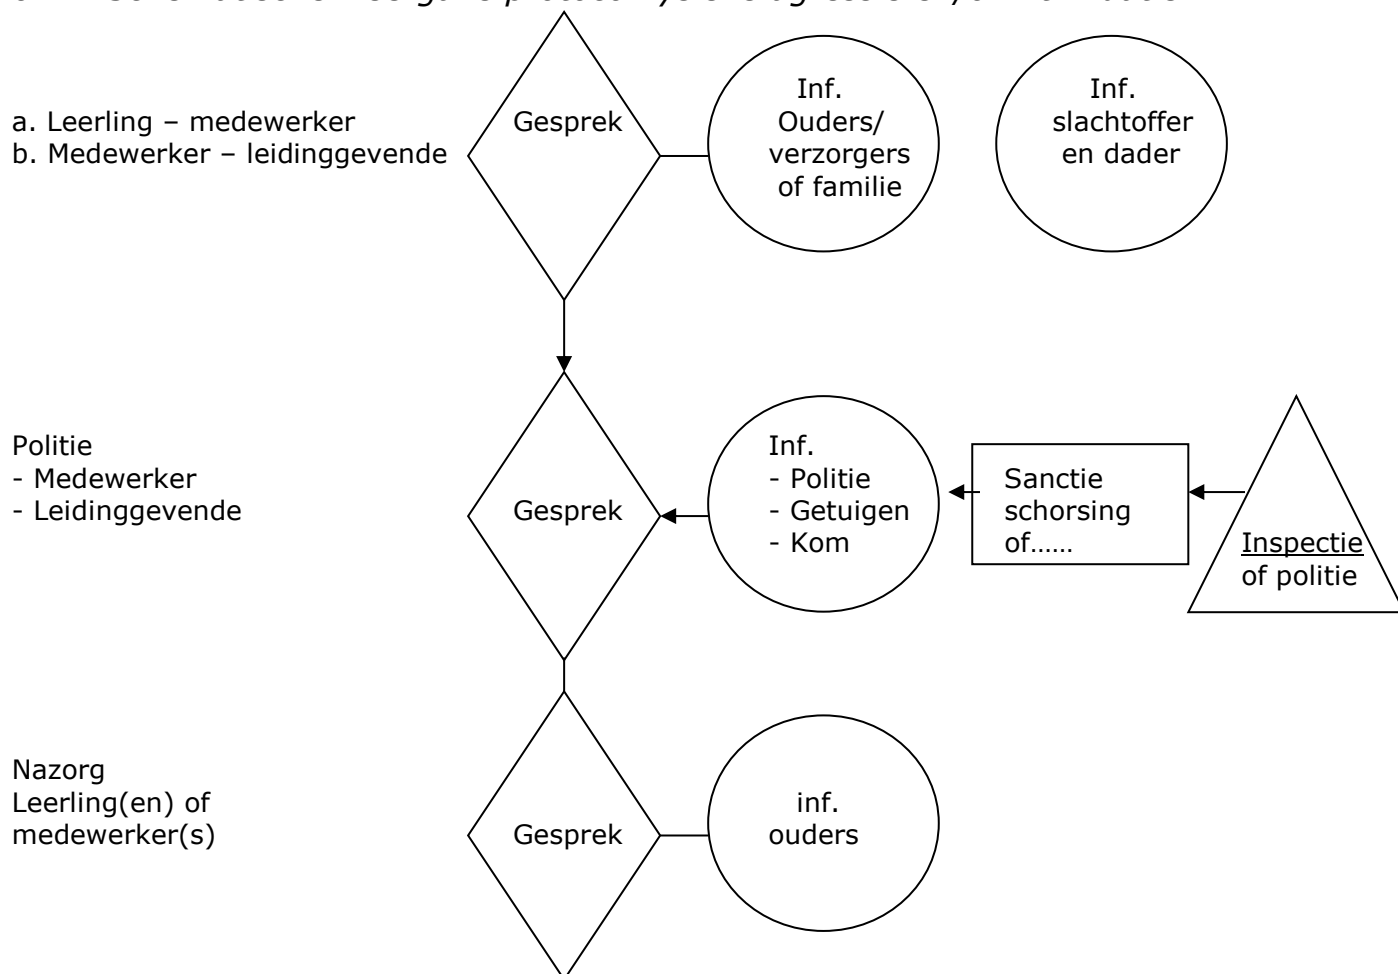 a. Leerling – medewerker
b. Medewerker – leidinggevende
Gesprek
Inf.
Ouders/
verzorgers
of familie
Inf.
slachtoffer
en dader
Politie
- Medewerker
- Leidinggevende
Gesprek
Inf.
- Politie
- Getuigen
- Kom
Sanctie
schorsing
of......
Inspectie
of politie
Nazorg
Leerling(en) of
medewerker(s)
Gesprek
inf.
ouders